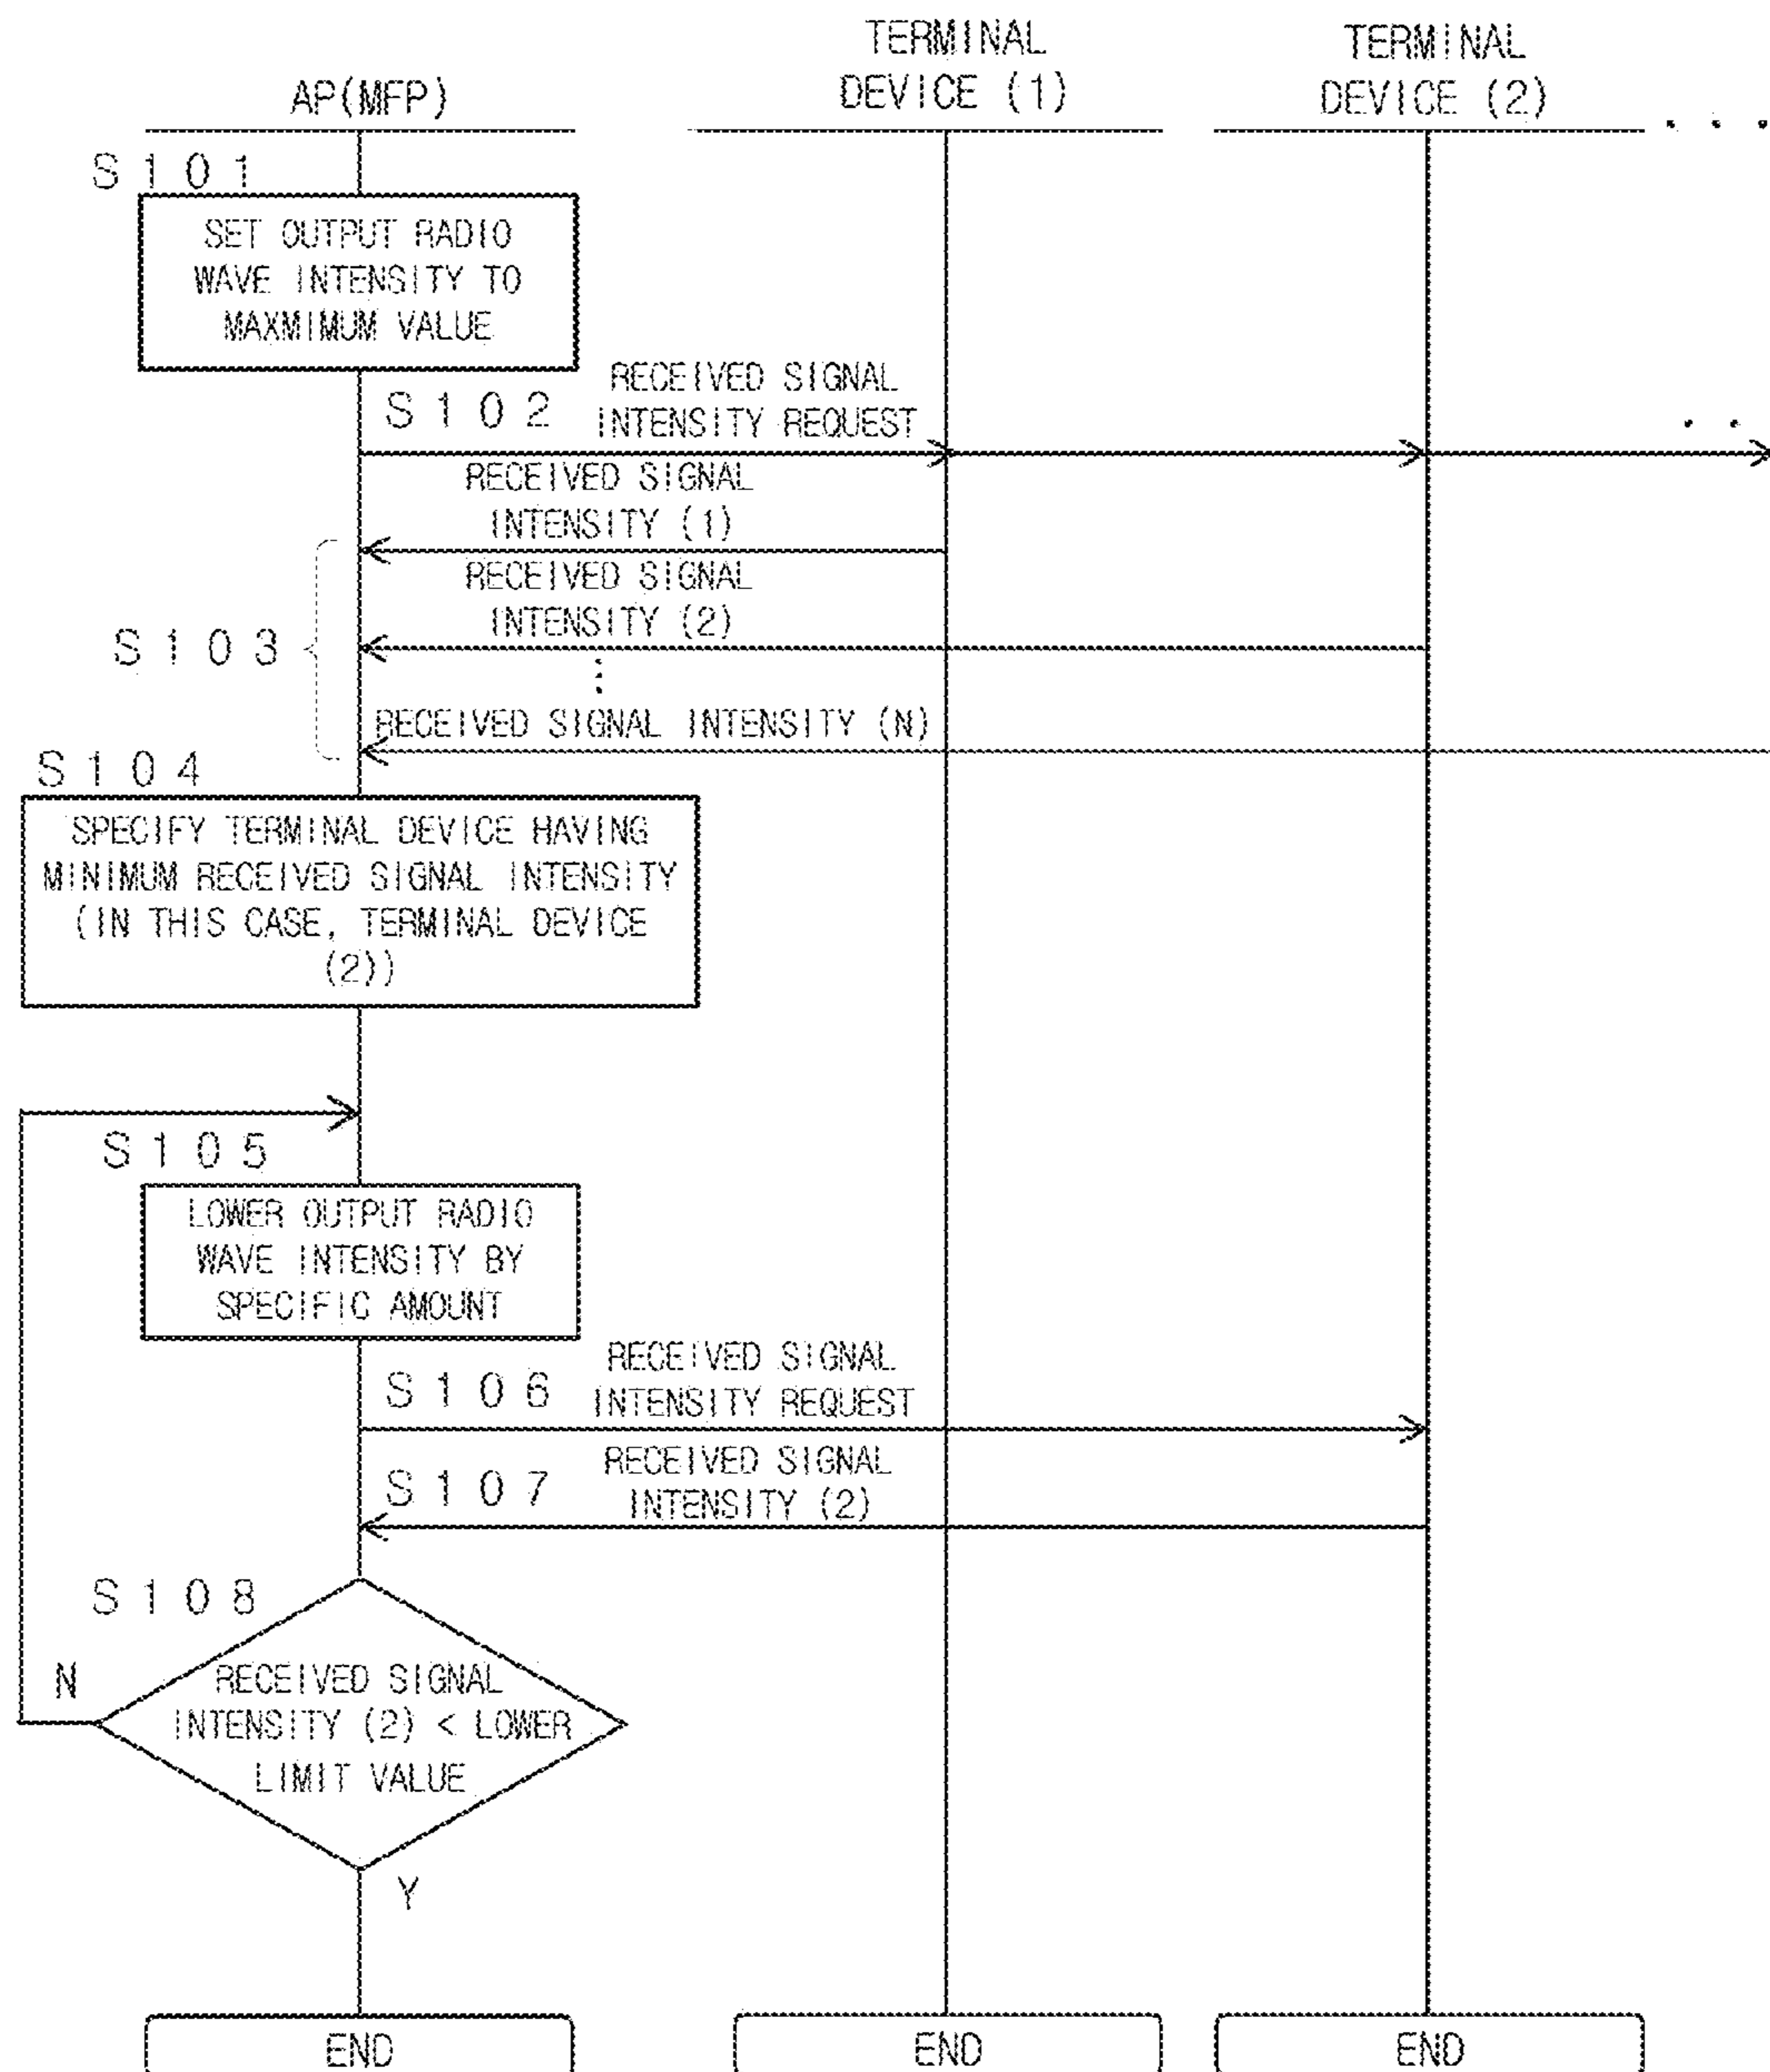 AP(MFP)
TERMINAL
DEVICE (1)
TERMINAL
DEVICE (2)
. . .
S101
SET OUTPUT RADIO
WAVE INTENSITY TO
MAXMIMUM VALUE
S102
RECEIVED SIGNAL
INTENSITY REQUEST
. .
RECEIVED SIGNAL
INTENSITY (1)
RECEIVED SIGNAL
INTENSITY (2)
S103
RECEIVED SIGNAL INTENSITY (N)
S104
SPECIFY TERMINAL DEVICE HAVING
MINIMUM RECEIVED SIGNAL INTENSITY
(IN THIS CASE, TERMINAL DEVICE
(2))
S105
LOWER OUTPUT RADIO
WAVE INTENSITY BY
SPECIFIC AMOUNT
S106
RECEIVED SIGNAL
INTENSITY REQUEST
S107
RECEIVED SIGNAL
INTENSITY (2)
S108
N
RECEIVED SIGNAL
INTENSITY (2) < LOWER
LIMIT VALUE
Y
END
END
END